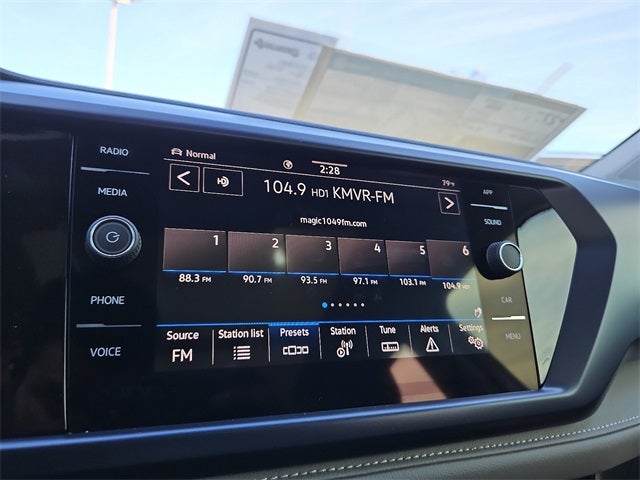 RADIO
MEDIA
PHONE
VOICE
Normal
2:28
79°F
104.9 HD1 KMVR-FM
magic1049fm.com
1 2 3 4 5 6
88.3 FM 90.7 FM 93.5 FM 97.1 FM 103.1 FM 104.9 HD1
Source Station list Presets Station Tune Alerts Settings
FM
APP
SOUND
CAR
MENU